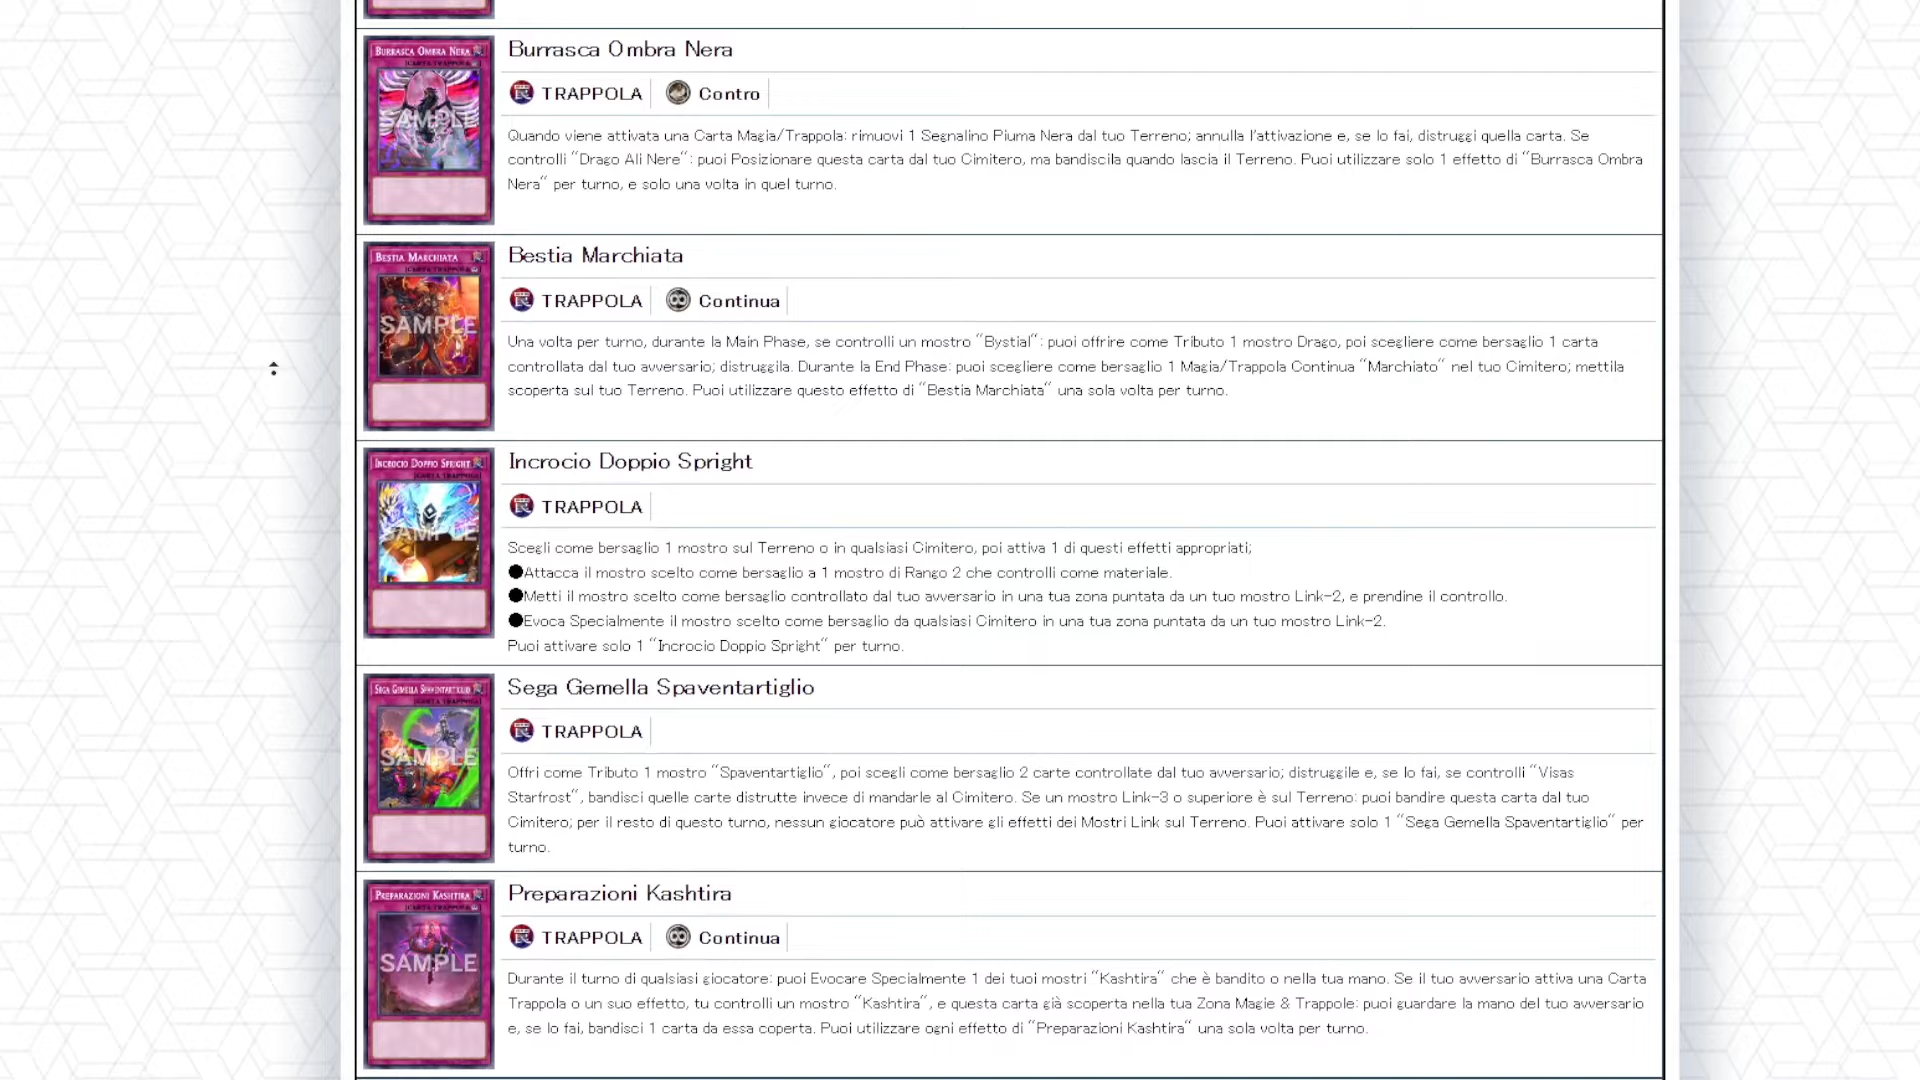 BURRASCA OMBRA NERA
Burrasca Ombra Nera
TRAPPOLA
Contro
SAMPLE
Quando viene attivata una Carta Magia/Trappola: rimuovi 1 Segnalino Piuma Nera dal tuo Terreno; annulla l'attivazione e, se lo fai, distruggi quella carta. Se
controlli "Drago Ali Nere": puoi Posizionare questa carta dal tuo Cimitero, ma bandiscila quando lascia il Terreno. Puoi utilizzare solo 1 effetto di "Burrasca Ombra
Nera" per turno, e solo una volta in quel turno.
BESTIA MARCHIATA
Bestia Marchiata
TRAPPOLA
Continua
SAMPLE
Una volta per turno, durante la Main Phase, se controlli un mostro "Bystial": puoi offrire come Tributo 1 mostro Drago, poi scegliere come bersaglio 1 carta
controllata dal tuo avversario; distruggila. Durante la End Phase: puoi scegliere come bersaglio 1 Magia/Trappola Continua "Marchiato" nel tuo Cimitero; mettila
scoperta sul tuo Terreno. Puoi utilizzare questo effetto di "Bestia Marchiata" una sola volta per turno.
INCROCIO DOPPIO SPRIGHT
Incrocio Doppio Spright
TRAPPOLA
SAMPLE
Scegli come bersaglio 1 mostro sul Terreno o in qualsiasi Cimitero, poi attiva 1 di questi effetti appropriati;
●Attacca il mostro scelto come bersaglio a 1 mostro di Rango 2 che controlli come materiale.
●Metti il mostro scelto come bersaglio controllato dal tuo avversario in una tua zona puntata da un tuo mostro Link-2, e prendine il controllo.
●Evoca Specialmente il mostro scelto come bersaglio da qualsiasi Cimitero in una tua zona puntata da un tuo mostro Link-2.
Puoi attivare solo 1 "Incrocio Doppio Spright" per turno.
SEGA GEMELLA SPAVENTARTIGLIO
Sega Gemella Spaventartiglio
TRAPPOLA
SAMPLE
Offri come Tributo 1 mostro "Spaventartiglio", poi scegli come bersaglio 2 carte controllate dal tuo avversario; distruggile e, se lo fai, se controlli "Visas
Starfrost", bandisci quelle carte distrutte invece di mandarle al Cimitero. Se un mostro Link-3 o superiore è sul Terreno: puoi bandire questa carta dal tuo
Cimitero; per il resto di questo turno, nessun giocatore può attivare gli effetti dei Mostri Link sul Terreno. Puoi attivare solo 1 "Sega Gemella Spaventartiglio" per
turno.
PREPARAZIONI KASHTIRA
Preparazioni Kashtira
TRAPPOLA
Continua
SAMPLE
Durante il turno di qualsiasi giocatore: puoi Evocare Specialmente 1 dei tuoi mostri "Kashtira" che è bandito o nella tua mano. Se il tuo avversario attiva una Carta
Trappola o un suo effetto, tu controlli un mostro "Kashtira", e questa carta già scoperta nella tua Zona Magie & Trappole: puoi guardare la mano del tuo avversario
e, se lo fai, bandisci 1 carta da essa coperta. Puoi utilizzare ogni effetto di "Preparazioni Kashtira" una sola volta per turno.